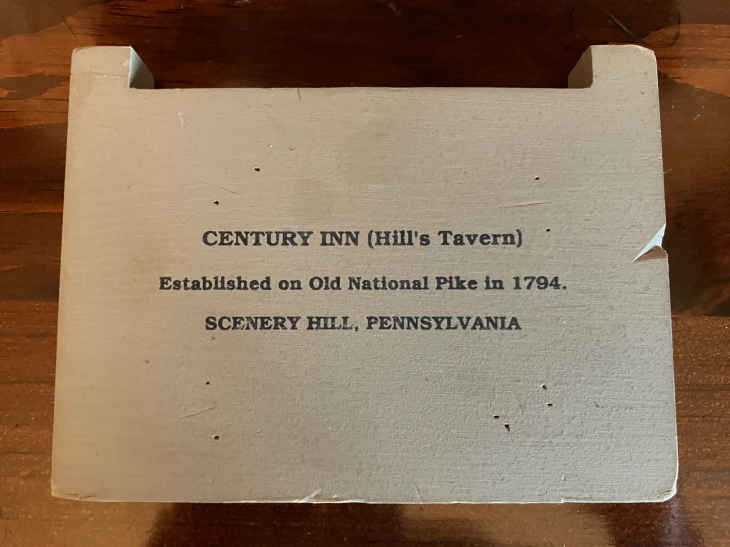 CENTURY INN (Hill's Tavern)
Established on Old National Pike in 1794.
SCENERY HILL, PENNSYLVANIA